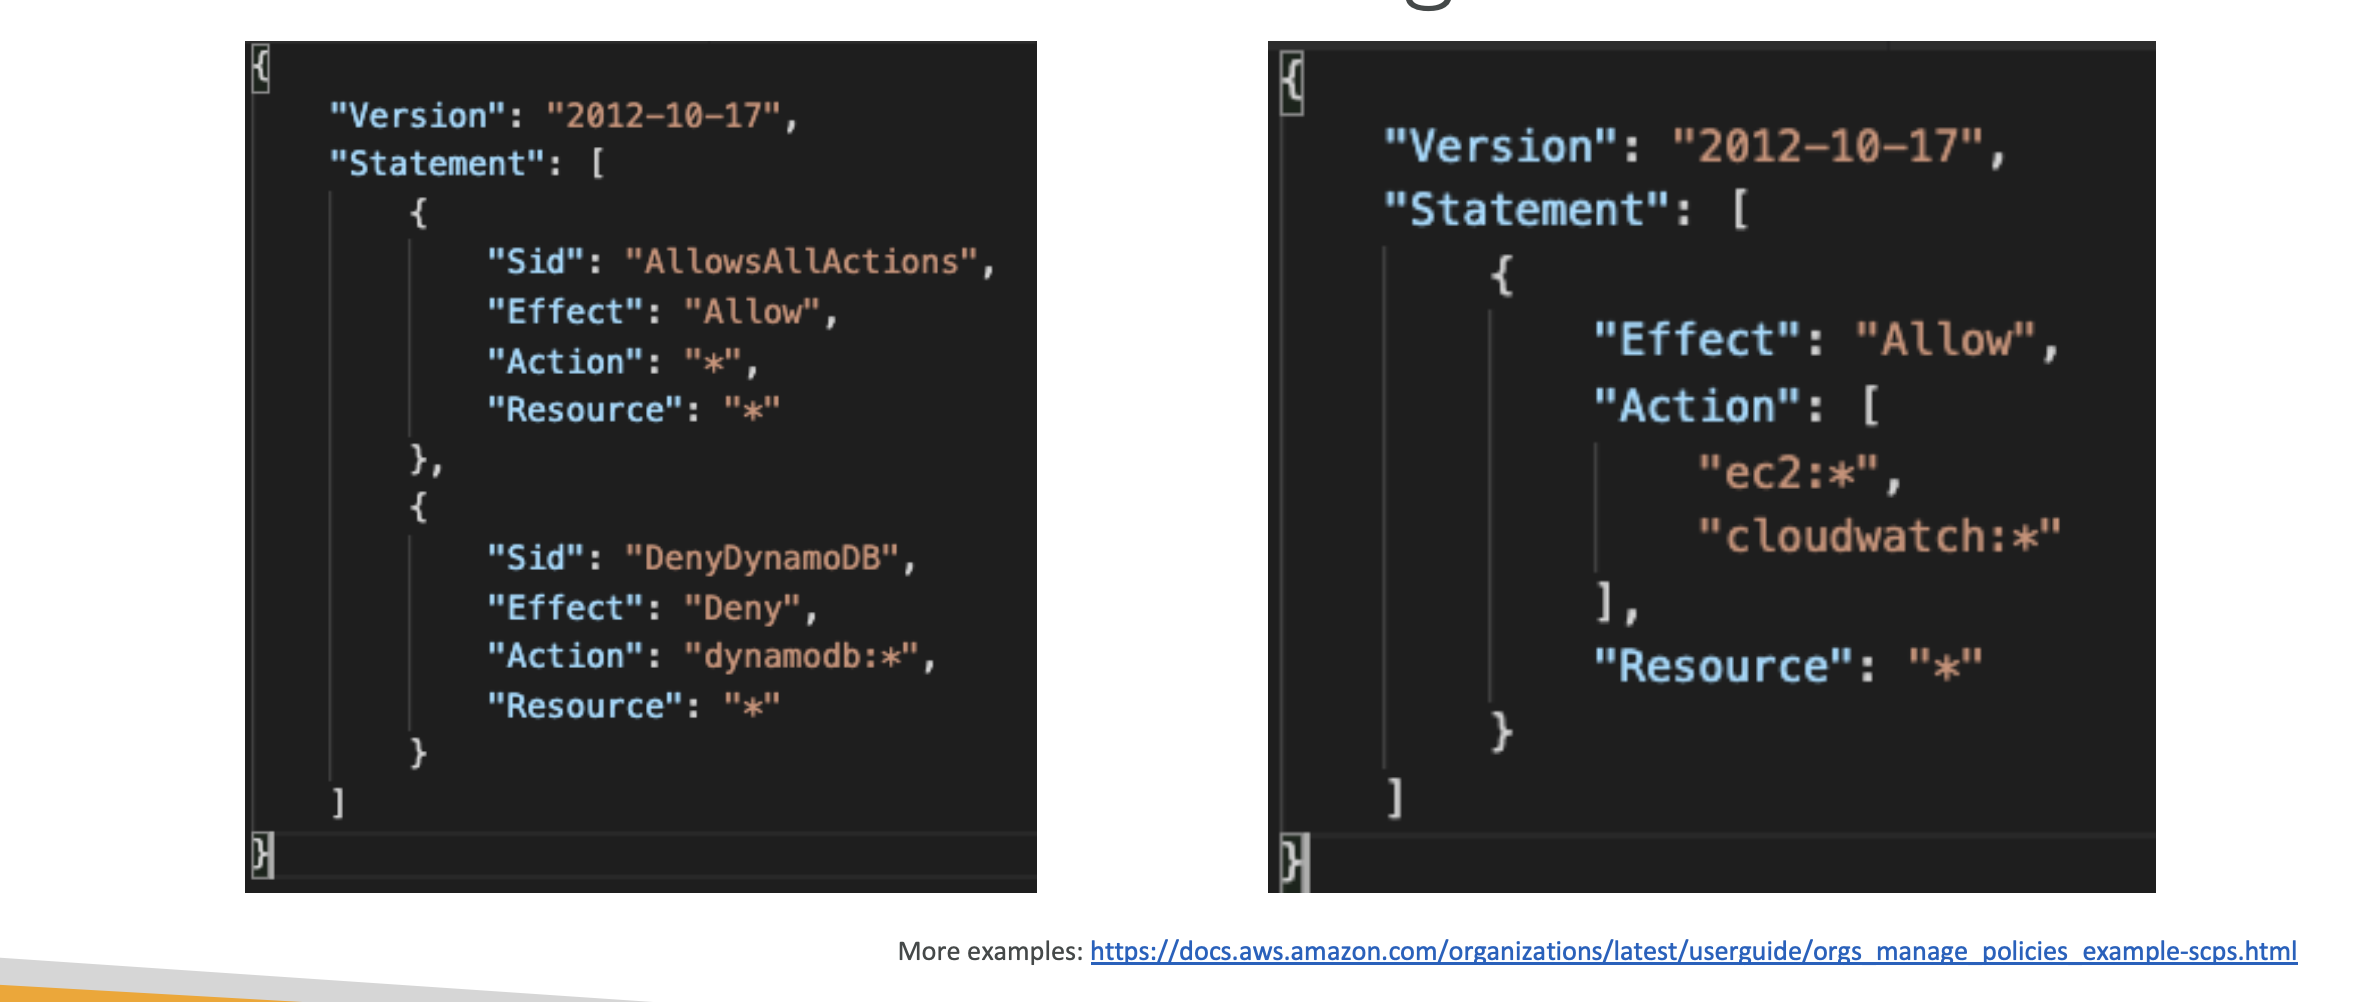 {
"Version": "2012-10-17",
"Statement": [
{
"Sid": "AllowsAllActions",
"Effect": "Allow",
"Action": "*",
"Resource": "*"
},
{
"Sid": "DenyDynamoDB",
"Effect": "Deny",
"Action": "dynamodb:*",
"Resource": "*"
}
]
}
{
"Version": "2012-10-17",
"Statement": [
{
"Effect": "Allow",
"Action": [
"ec2:*",
"cloudwatch:*"
],
"Resource": "*"
}
]
}
More examples: https://docs.aws.amazon.com/organizations/latest/userguide/orgs_manage_policies_example-scps.html